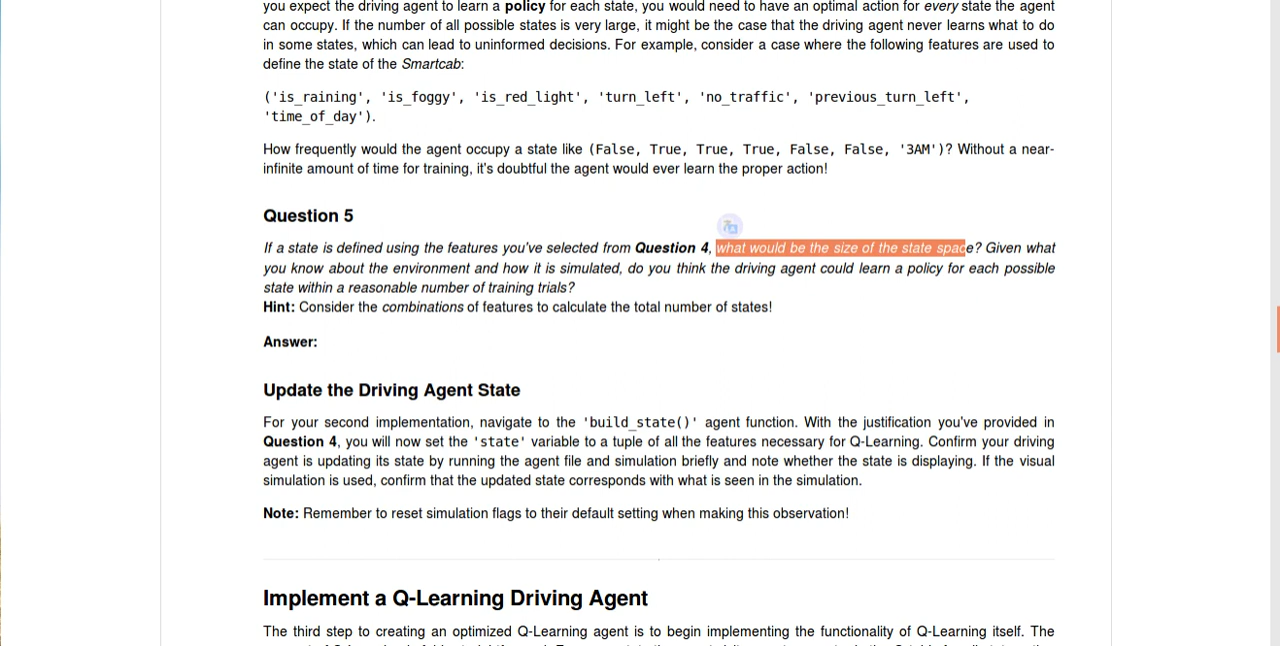 you expect the driving agent to learn a policy for each state, you would need to have an optimal action for every state the agent
can occupy. If the number of all possible states is very large, it might be the case that the driving agent never learns what to do
in some states, which can lead to uninformed decisions. For example, consider a case where the following features are used to
define the state of the Smartcab:
('is_raining', 'is_foggy', 'is_red_light', 'turn_left', 'no_traffic', 'previous_turn_left',
'time_of_day').
How frequently would the agent occupy a state like (False, True, True, True, False, False, '3AM')? Without a near-
infinite amount of time for training, it's doubtful the agent would ever learn the proper action!
Question 5
If a state is defined using the features you've selected from Question 4, what would be the size of the state space? Given what
you know about the environment and how it is simulated, do you think the driving agent could learn a policy for each possible
state within a reasonable number of training trials?
Hint: Consider the combinations of features to calculate the total number of states!
Answer:
Update the Driving Agent State
For your second implementation, navigate to the 'build_state()' agent function. With the justification you've provided in
Question 4, you will now set the 'state' variable to a tuple of all the features necessary for Q-Learning. Confirm your driving
agent is updating its state by running the agent file and simulation briefly and note whether the state is displaying. If the visual
simulation is used, confirm that the updated state corresponds with what is seen in the simulation.
Note: Remember to reset simulation flags to their default setting when making this observation!
Implement a Q-Learning Driving Agent
The third step to creating an optimized Q-Learning agent is to begin implementing the functionality of Q-Learning itself. The